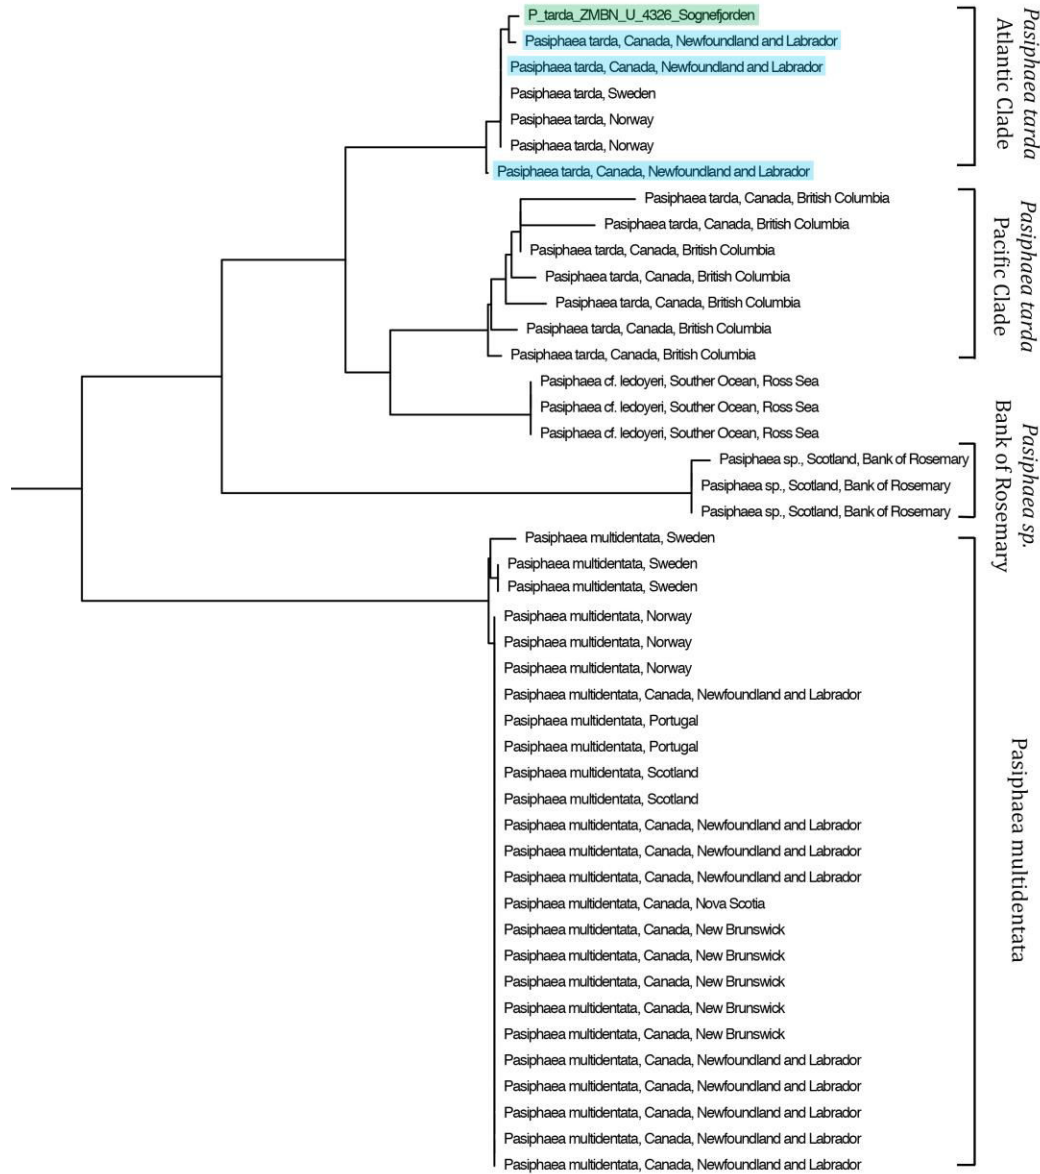 P_tarda_ZMBN_U_4326_Sognefjorden
Pasiphaea tarda, Canada, Newfoundland and Labrador
Pasiphaea tarda, Canada, Newfoundland and Labrador
Pasiphaea tarda, Sweden
Pasiphaea tarda, Norway
Pasiphaea tarda, Norway
Pasiphaea tarda, Canada, Newfoundland and Labrador
Pasiphaea tarda
Atlantic Clade
Pasiphaea tarda, Canada, British Columbia
Pasiphaea tarda, Canada, British Columbia
Pasiphaea tarda, Canada, British Columbia
Pasiphaea tarda, Canada, British Columbia
Pasiphaea tarda, Canada, British Columbia
Pasiphaea tarda, Canada, British Columbia
Pasiphaea tarda, Canada, British Columbia
Pasiphaea tarda
Pacific Clade
Pasiphaea cf. ledoyeri, Souther Ocean, Ross Sea
Pasiphaea cf. ledoyeri, Souther Ocean, Ross Sea
Pasiphaea cf. ledoyeri, Souther Ocean, Ross Sea
Pasiphaea sp., Scotland, Bank of Rosemary
Pasiphaea sp., Scotland, Bank of Rosemary
Pasiphaea sp., Scotland, Bank of Rosemary
Pasiphaea sp.
Bank of Rosemary
Pasiphaea multidentata, Sweden
Pasiphaea multidentata, Sweden
Pasiphaea multidentata, Sweden
Pasiphaea multidentata, Norway
Pasiphaea multidentata, Norway
Pasiphaea multidentata, Norway
Pasiphaea multidentata, Canada, Newfoundland and Labrador
Pasiphaea multidentata, Portugal
Pasiphaea multidentata, Portugal
Pasiphaea multidentata, Scotland
Pasiphaea multidentata, Scotland
Pasiphaea multidentata, Canada, Newfoundland and Labrador
Pasiphaea multidentata, Canada, Newfoundland and Labrador
Pasiphaea multidentata, Canada, Newfoundland and Labrador
Pasiphaea multidentata, Canada, Nova Scotia
Pasiphaea multidentata, Canada, New Brunswick
Pasiphaea multidentata, Canada, New Brunswick
Pasiphaea multidentata, Canada, New Brunswick
Pasiphaea multidentata, Canada, New Brunswick
Pasiphaea multidentata, Canada, New Brunswick
Pasiphaea multidentata, Canada, Newfoundland and Labrador
Pasiphaea multidentata, Canada, Newfoundland and Labrador
Pasiphaea multidentata, Canada, Newfoundland and Labrador
Pasiphaea multidentata, Canada, Newfoundland and Labrador
Pasiphaea multidentata, Canada, Newfoundland and Labrador
Pasiphaea multidentata